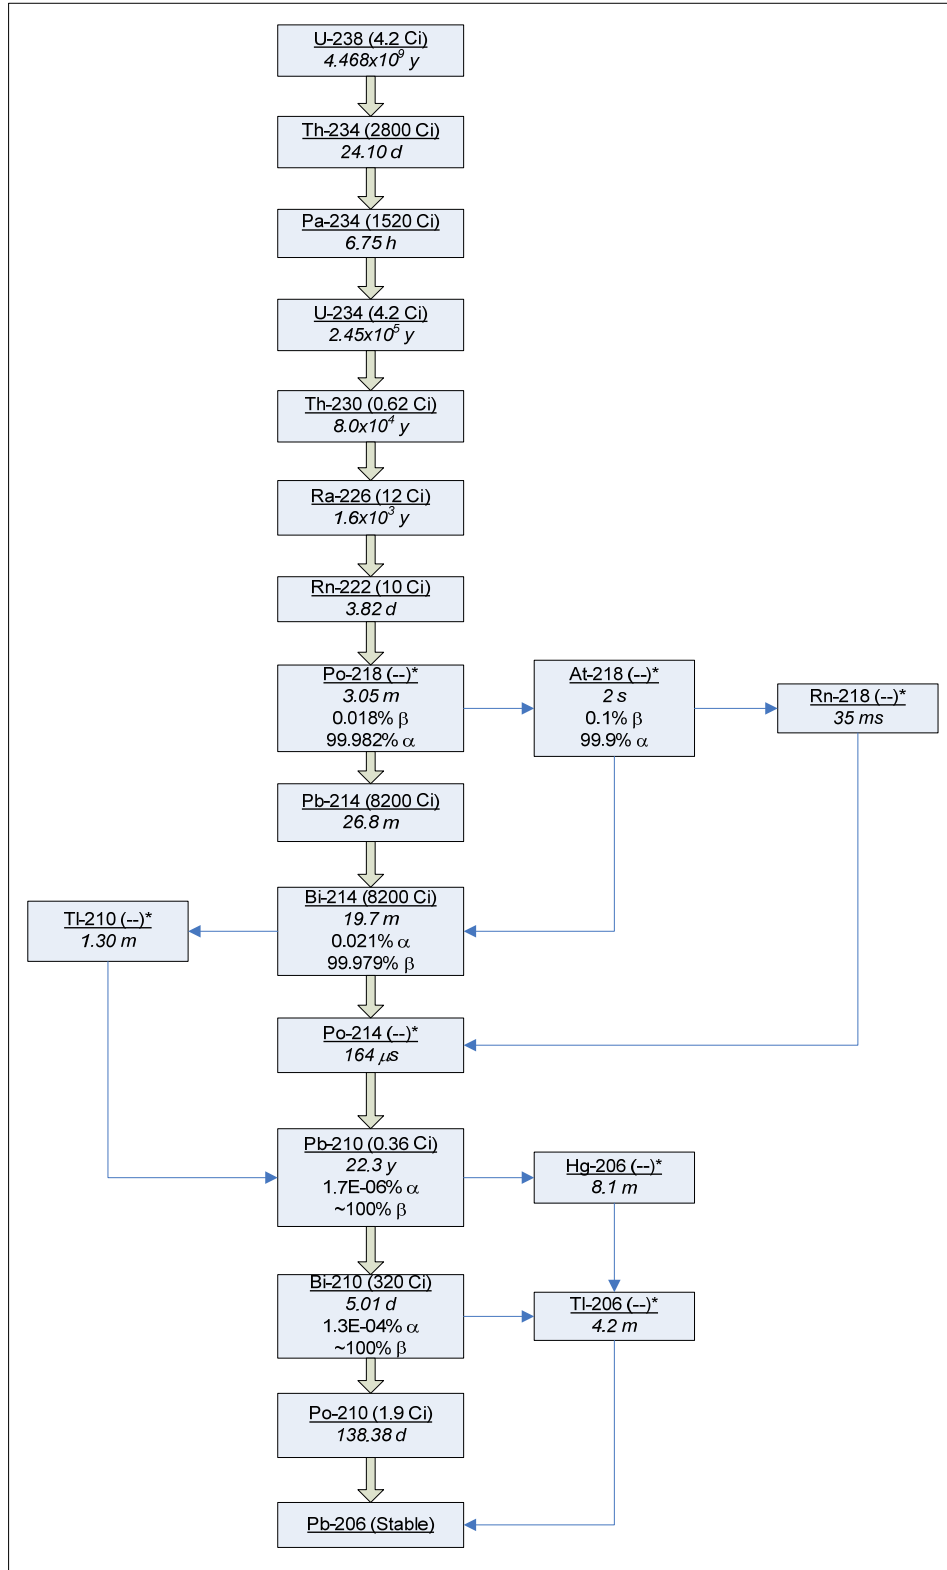 U-238 (4.2 Ci)
4.468x10⁹ y
Th-234 (2800 Ci)
24.10 d
Pa-234 (1520 Ci)
6.75 h
U-234 (4.2 Ci)
2.45x10⁵ y
Th-230 (0.62 Ci)
8.0x10⁴ y
Ra-226 (12 Ci)
1.6x10³ y
Rn-222 (10 Ci)
3.82 d
Po-218 (--)*
3.05 m
0.018% β
99.982% α
At-218 (--)*
2 s
0.1% β
99.9% α
Rn-218 (--)*
35 ms
Pb-214 (8200 Ci)
26.8 m
Bi-214 (8200 Ci)
19.7 m
0.021% α
99.979% β
Tl-210 (--)*
1.30 m
Po-214 (--)*
164 μs
Pb-210 (0.36 Ci)
22.3 y
1.7E-06% α
~100% β
Hg-206 (--)*
8.1 m
Bi-210 (320 Ci)
5.01 d
1.3E-04% α
~100% β
Tl-206 (--)*
4.2 m
Po-210 (1.9 Ci)
138.38 d
Pb-206 (Stable)